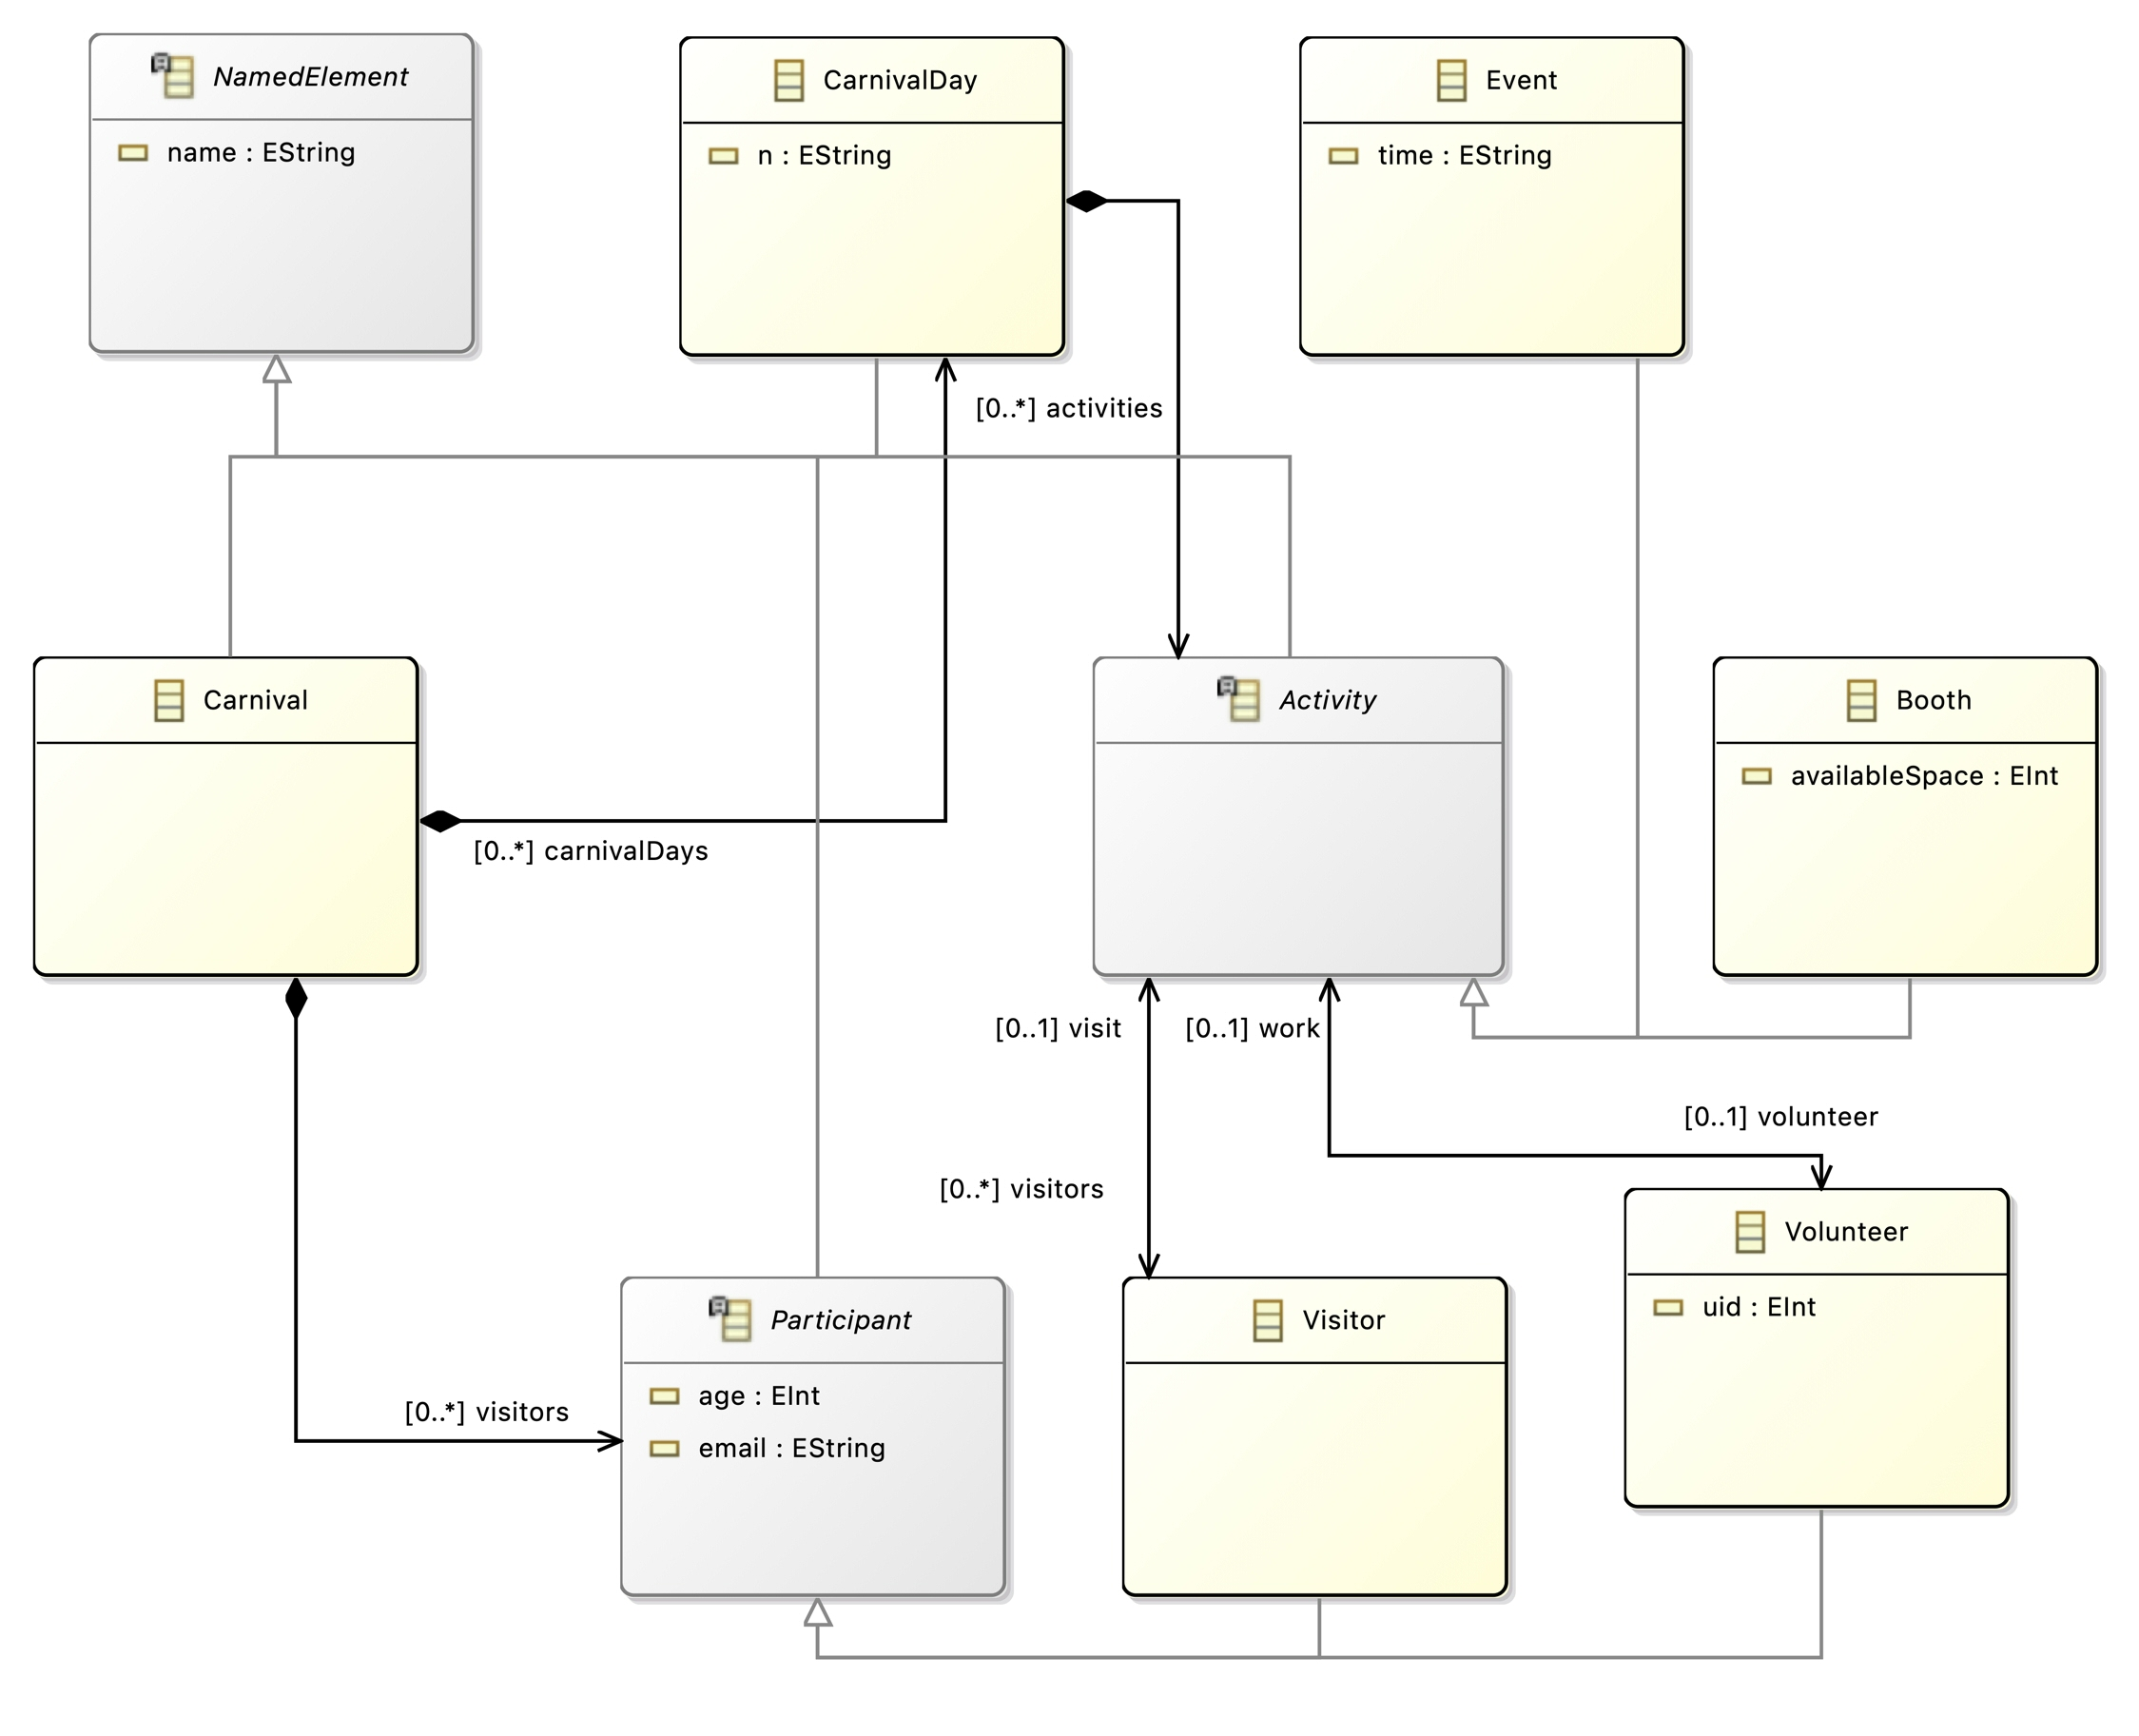 NamedElement
name : EString
CarnivalDay
n : EString
Event
time : EString
[0..*] activities
Carnival
[0..*] carnivalDays
Activity
Booth
availableSpace : EInt
[0..1] visit
[0..1] work
[0..1] volunteer
[0..*] visitors
Volunteer
uid : EInt
Participant
age : EInt
email : EString
Visitor
[0..*] visitors